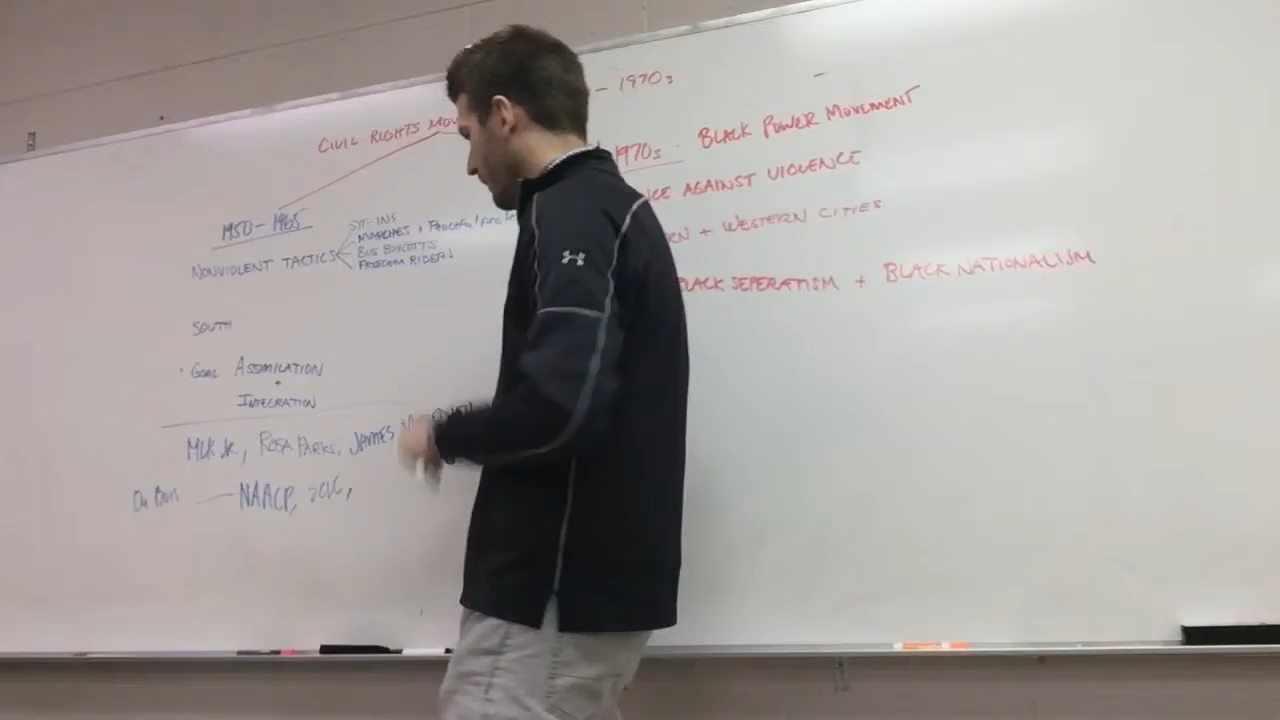 CIVIL RIGHTS MOV - 1970s
1970s BLACK POWER MOVEMENT
NCE AGAINST VIOLENCE
RN + WESTERN CITIES
BLACK SEPERATISM + BLACK NATIONALISM
1950-1965
NONVIOLENT TACTICS
SIT-INS
MARCHES + Peaceful
BUS BOYCOTTS
FREEDOM RIDERS
SOUTH
• GOAL ASSIMILATION
+
INTEGRATION
MLK Jr., ROSA PARKS, JAMES
Du Bois — NAACP, SCLC,